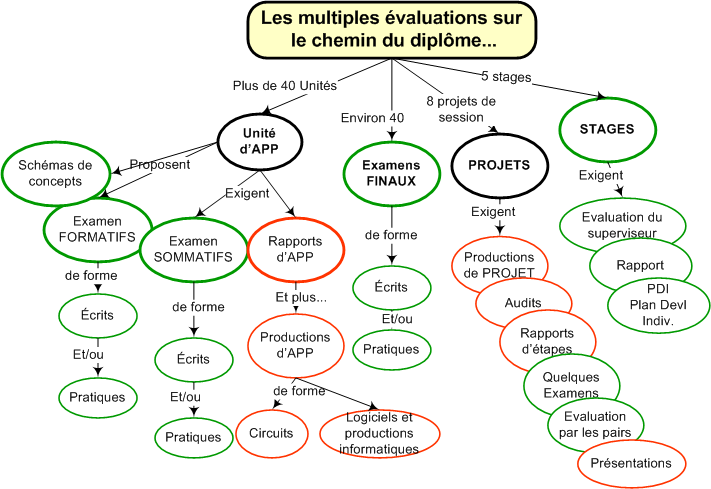 Les multiples évaluations sur
le chemin du diplôme...
Plus de 40 Unités
Environ 40
8 projets de
session
5 stages
Unité
d'APP
Examens
FINAUX
PROJETS
STAGES
Proposent
Exigent
Schémas de
concepts
Examen
FORMATIFS
de forme
Écrits
Et/ou
Pratiques
Examen
SOMMATIFS
de forme
Écrits
Et/ou
Pratiques
Rapports
d'APP
Et plus...
Productions
d'APP
de forme
Circuits
Logiciels et
productions
informatiques
de forme
Écrits
Et/ou
Pratiques
Exigent
Productions
de PROJET
Audits
Rapports
d'étapes
Quelques
Examens
Evaluation
par les pairs
Présentations
Exigent
Evaluation du
superviseur
Rapport
PDI
Plan Devl
Indiv.